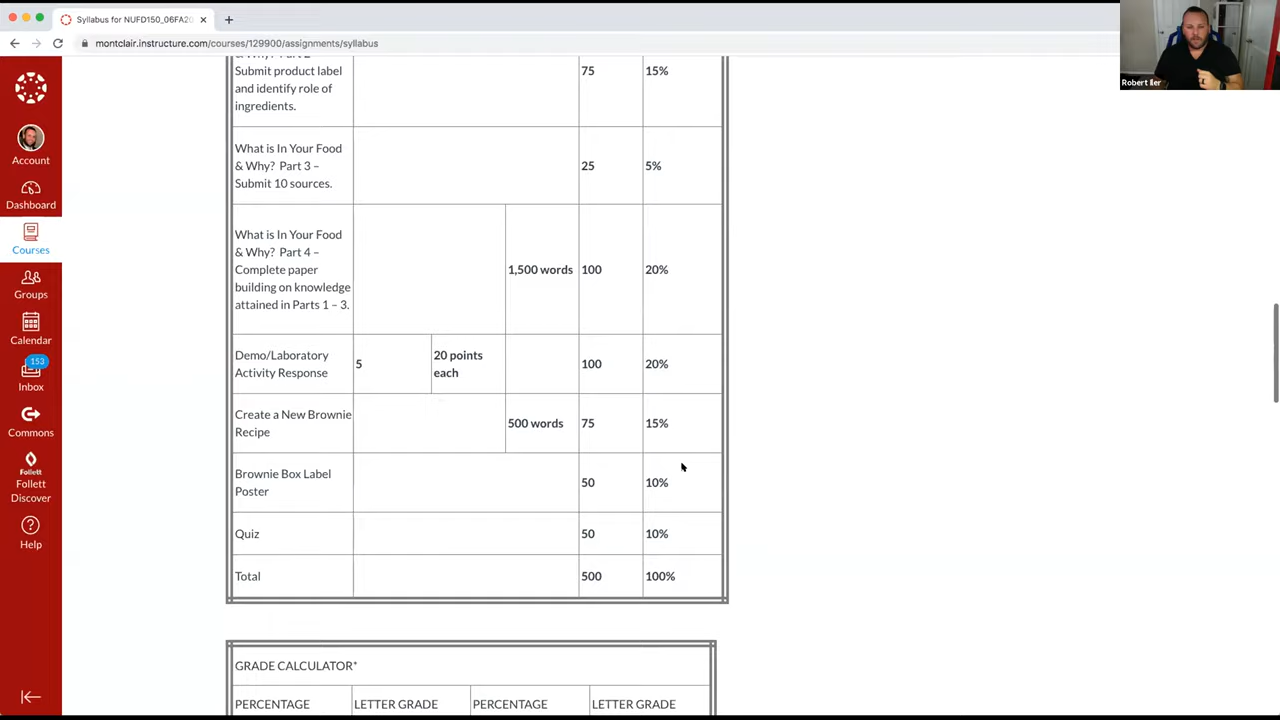 Syllabus for NUFD150_06FA20
montclair.instructure.com/courses/129900/assignments/syllabus
Robert
Account
Dashboard
Courses
Groups
Calendar
153
Inbox
Commons
Follett
Follett
Discover
Help
& Why? Part 2
Submit product label
and identify role of
ingredients.
75
15%
What is In Your Food
& Why? Part 3 –
Submit 10 sources.
25
5%
What is In Your Food
& Why? Part 4 –
Complete paper
building on knowledge
attained in Parts 1 – 3.
1,500 words
100
20%
Demo/Laboratory
Activity Response
5
20 points
each
100
20%
Create a New Brownie
Recipe
500 words
75
15%
Brownie Box Label
Poster
50
10%
Quiz
50
10%
Total
500
100%
GRADE CALCULATOR*
PERCENTAGE
LETTER GRADE
PERCENTAGE
LETTER GRADE